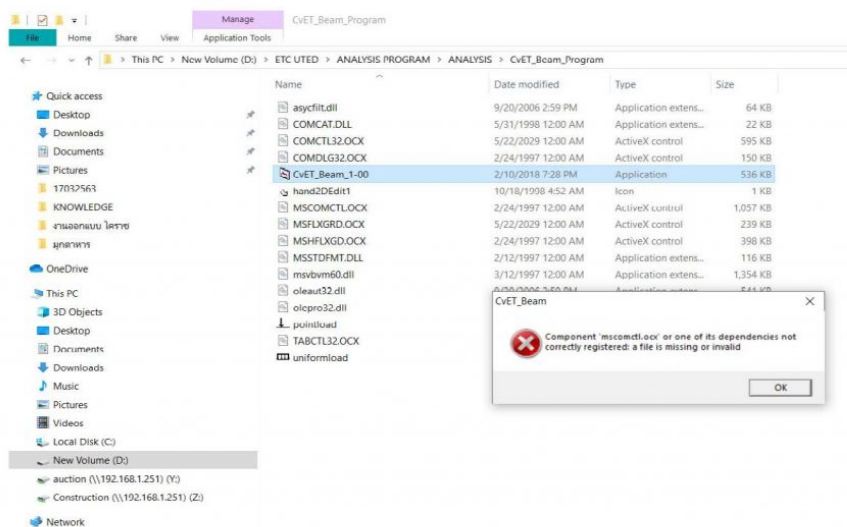 Manage
CvET_Beam_Program
File
Home
Share
View
Application Tools
This PC > New Volume (D:) > ETC UTED > ANALYSIS PROGRAM > ANALYSIS > CvET_Beam_Program
Name
Date modified
Type
Size
Quick access
Desktop
Downloads
Documents
Pictures
17032563
KNOWLEDGE
งานออกแบบ โคราช
มุกดาหาร
OneDrive
This PC
3D Objects
Desktop
Documents
Downloads
Music
Pictures
Videos
Local Disk (C:)
New Volume (D:)
auction (\\192.168.1.251) (Y:)
Construction (\\192.168.1.251) (Z:)
Network
asycfilt.dll 9/20/2006 2:59 PM Application extens... 64 KB
COMCAT.DLL 5/31/1998 12:00 AM Application extens... 22 KB
COMCTL32.OCX 5/22/2029 12:00 AM ActiveX control 595 KB
COMDLG32.OCX 2/24/1997 12:00 AM ActiveX control 150 KB
CvET_Beam_1-00 2/10/2018 7:28 PM Application 536 KB
hand2DEdit1 10/18/1998 4:52 AM Icon 1 KB
MSCOMCTL.OCX 2/24/1997 12:00 AM ActiveX control 1,057 KB
MSFLXGRD.OCX 5/22/2029 12:00 AM ActiveX control 239 KB
MSHFLXGD.OCX 2/24/1997 12:00 AM ActiveX control 398 KB
MSSTDFMT.DLL 2/12/1997 12:00 AM Application extens... 116 KB
msvbvm60.dll 3/12/1997 12:00 AM Application extens... 1,354 KB
oleaut32.dll 9/20/2006 2:59 PM Application extens... 541 KB
olepro32.dll
pointload
TABCTL32.OCX
uniformload
CvET_Beam
Component 'mscomctl.ocx' or one of its dependencies not
correctly registered: a file is missing or invalid
OK